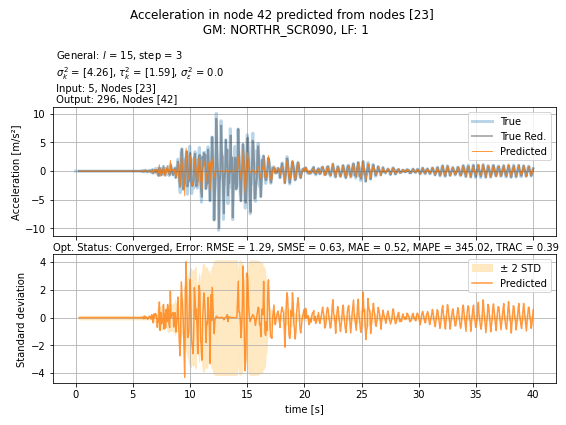 Acceleration in node 42 predicted from nodes [23]
GM: NORTHR_SCR090, LF: 1
General: l = 15, step = 3
σ²ₖ = [4.26], τ²ₖ = [1.59], σ²ε = 0.0
Input: 5, Nodes [23]
Output: 296, Nodes [42]
Acceleration [m/s²]
10
5
0
−5
−10
True
True Red.
Predicted
Opt. Status: Converged, Error: RMSE = 1.29, SMSE = 0.63, MAE = 0.52, MAPE = 345.02, TRAC = 0.39
Standard deviation
4
2
0
−2
−4
± 2 STD
Predicted
0 5 10 15 20 25 30 35 40
time [s]